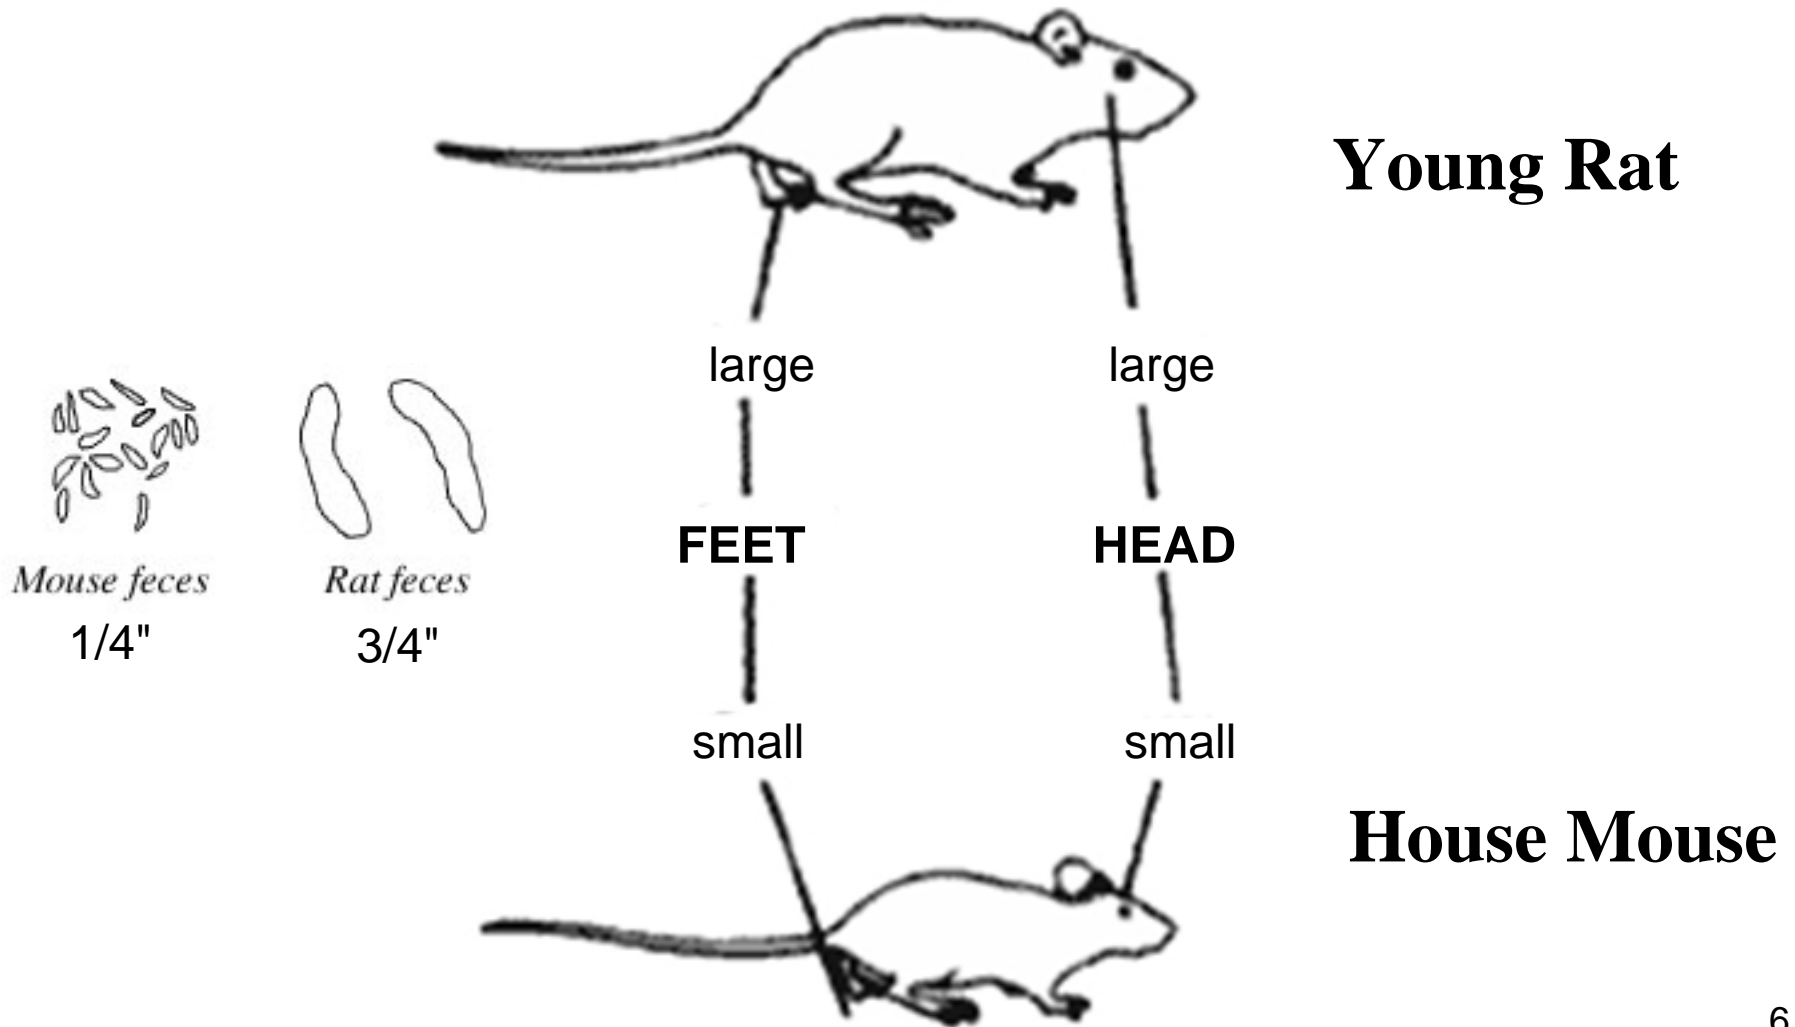 Young Rat
large
large
FEET
HEAD
Mouse feces
Rat feces
1/4"
3/4"
small
small
House Mouse
6